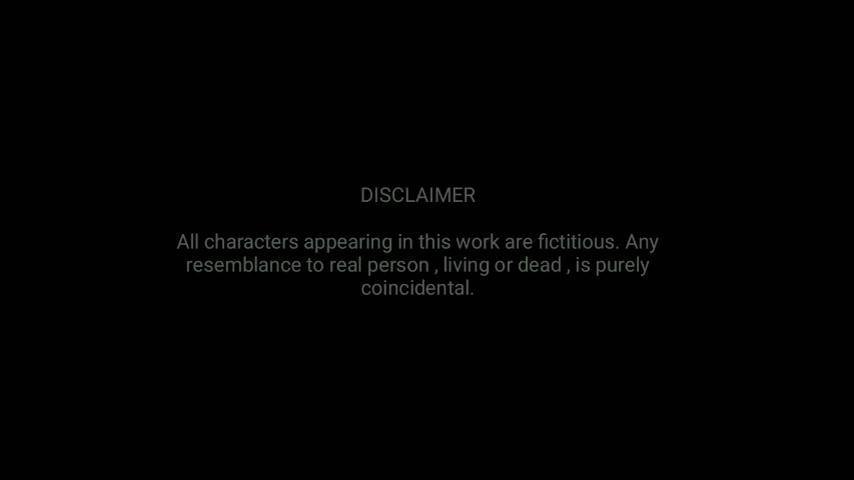 DISCLAIMER
All characters appearing in this work are fictitious. Any
resemblance to real person , living or dead , is purely
coincidental.